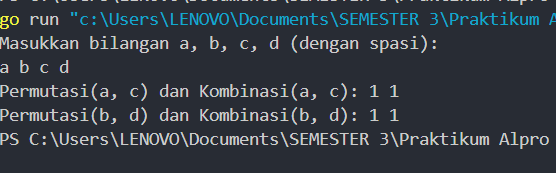 go run "c:\Users\LENOVO\Documents\SEMESTER 3\Praktikum Al
Masukkan bilangan a, b, c, d (dengan spasi):
a b c d
Permutasi(a, c) dan Kombinasi(a, c): 1 1
Permutasi(b, d) dan Kombinasi(b, d): 1 1
PS C:\Users\LENOVO\Documents\SEMESTER 3\Praktikum Alpro